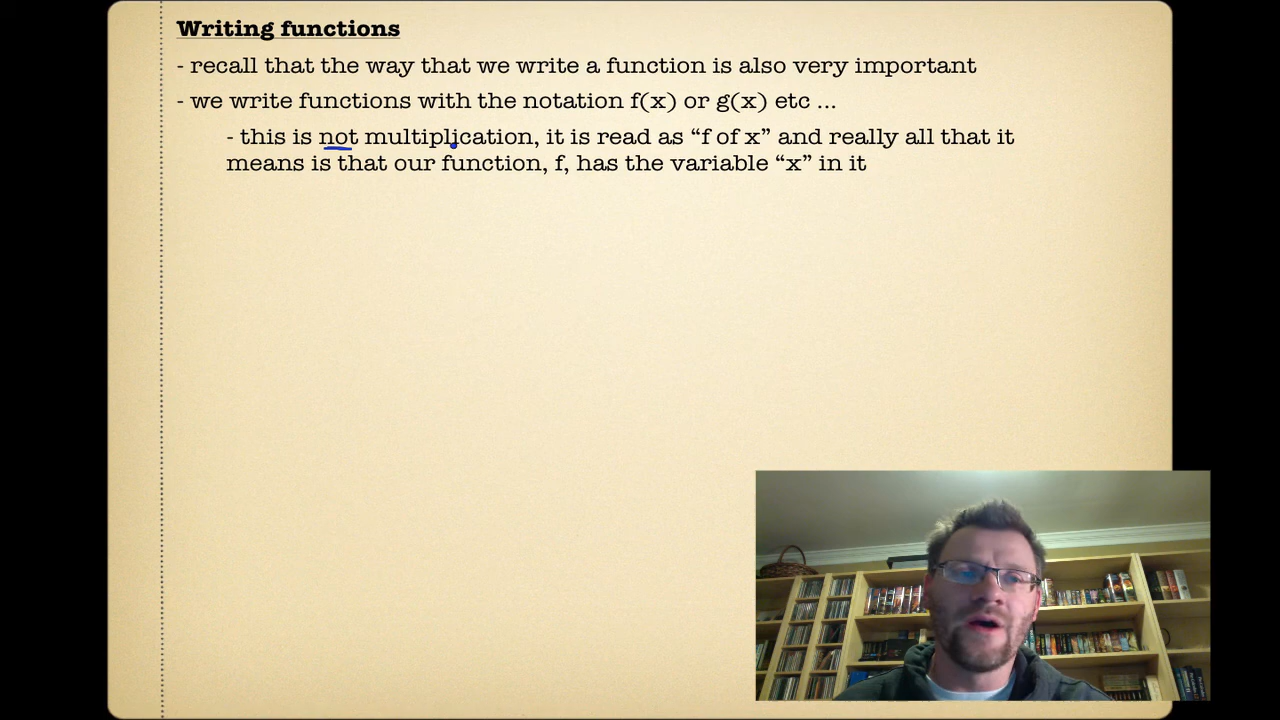 Writing functions
- recall that the way that we write a function is also very important
- we write functions with the notation f(x) or g(x) etc ...
- this is not multiplication, it is read as “f of x” and really all that it
means is that our function, f, has the variable “x” in it